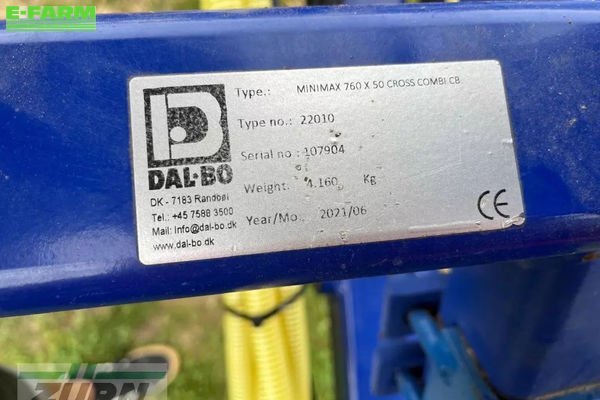 E-FARM
Type.: MINIMAX 760 X 50 CROSS COMBI.CB
Type no.: 22010
Serial no : 107904
Weight. 4.160 Kg
Year/Mo. 2021/06
DAL-BO
DK - 7183 Randbøl
Tel.: +45 7588 3500
Mail: info@dal-bo.dk
www.dal-bo.dk
CE
ZÜRN